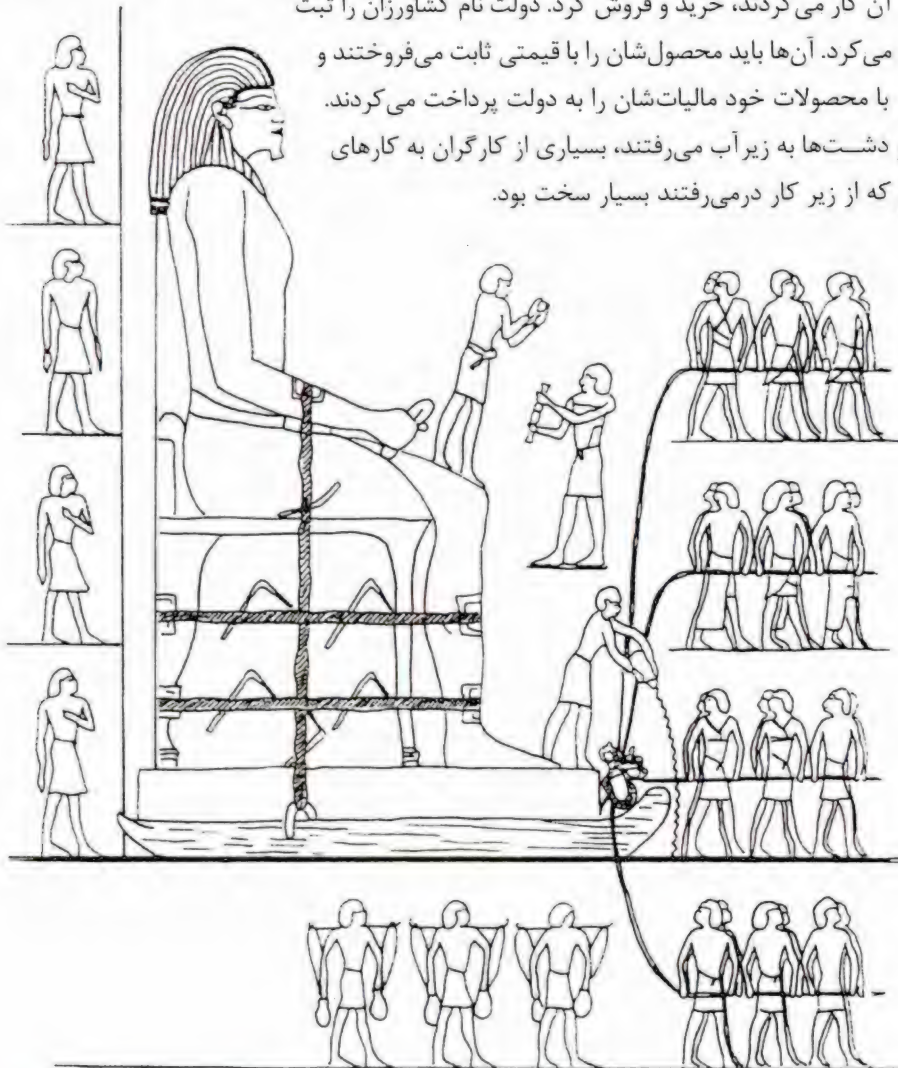 آن کار می‌کردند، خرید و فروش کرد. دولت نام کشاورزان را ثبت
می‌کرد. آن‌ها باید محصول‌شان را با قیمتی ثابت می‌فروختند و
با محصولات خود مالیات‌شان را به دولت پرداخت می‌کردند.
دشت‌ها به زیر آب می‌رفتند، بسیاری از کارگران به کارهای
که از زیر کار درمی‌رفتند بسیار سخت بود.